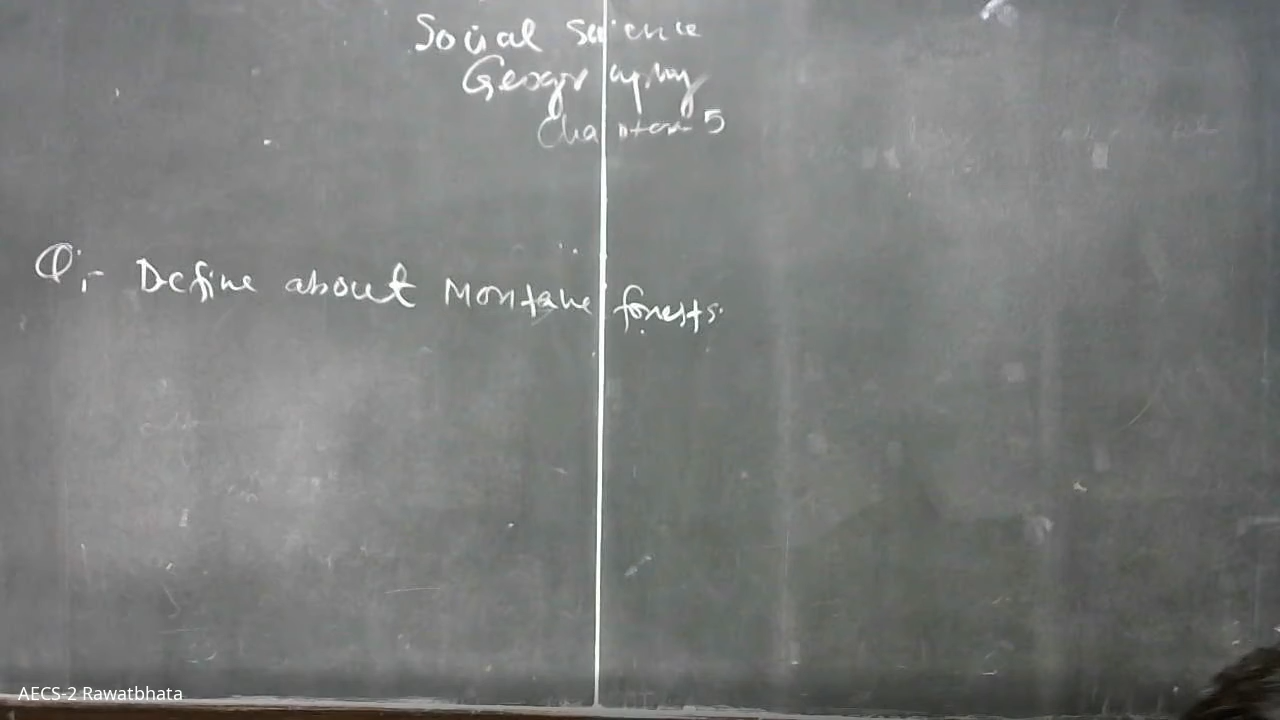 Social Science
Geography
Chapter 5
Q:- Define about Montane forests.
AECS-2 Rawatbhata